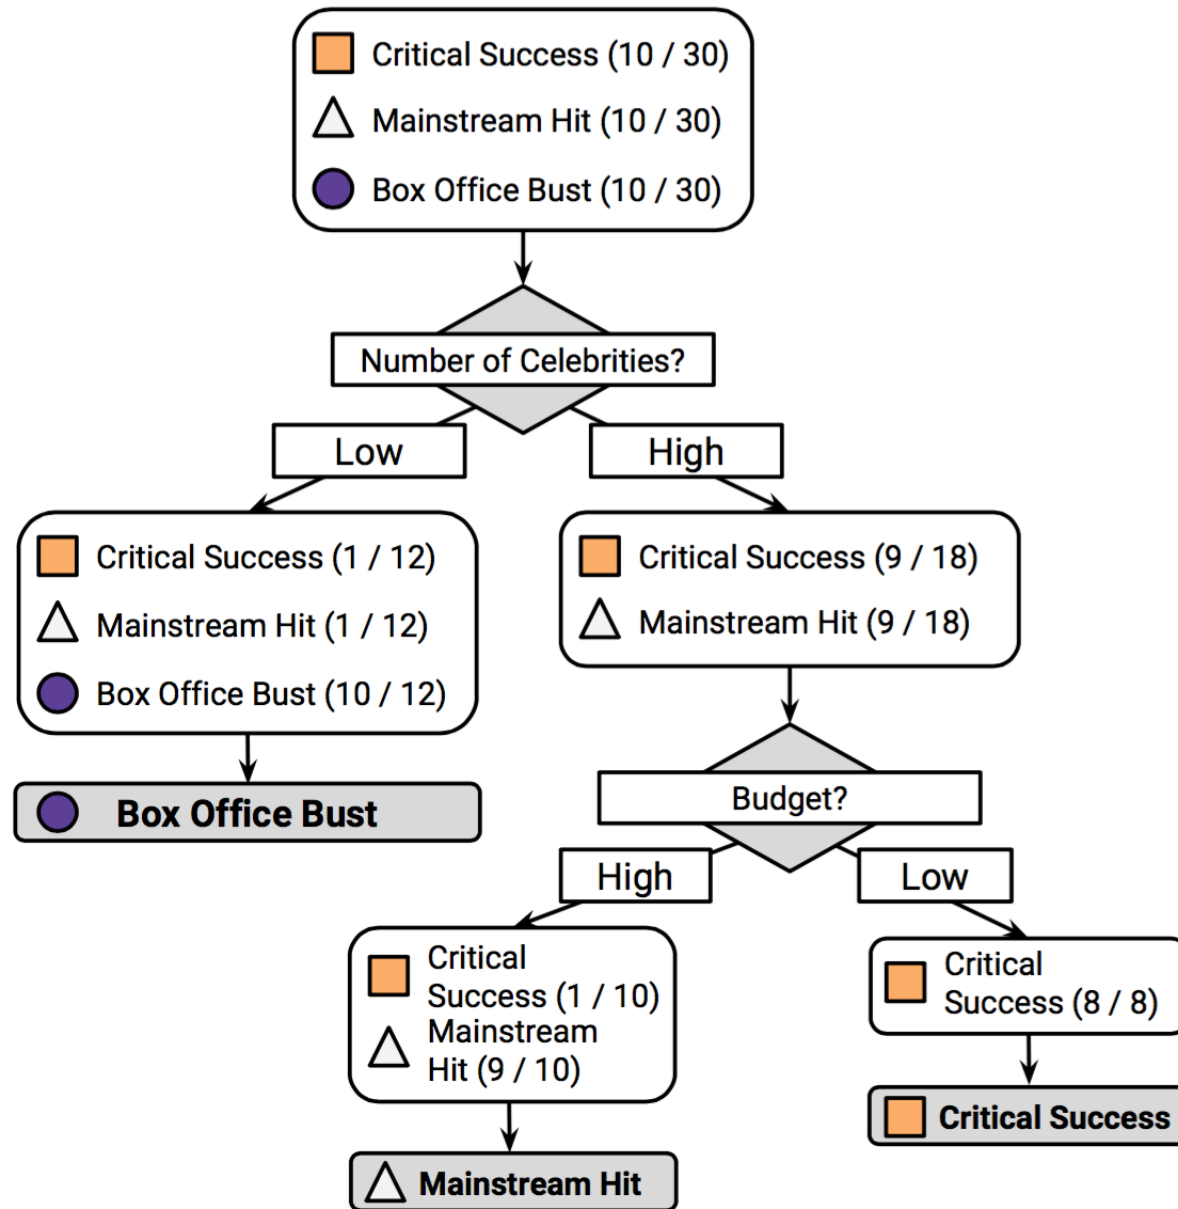 Critical Success (10 / 30)
Mainstream Hit (10 / 30)
Box Office Bust (10 / 30)
Number of Celebrities?
Low
High
Critical Success (1 / 12)
Mainstream Hit (1 / 12)
Box Office Bust (10 / 12)
Critical Success (9 / 18)
Mainstream Hit (9 / 18)
Box Office Bust
Budget?
High
Low
Critical
Success (1 / 10)
Mainstream
Hit (9 / 10)
Critical
Success (8 / 8)
Mainstream Hit
Critical Success